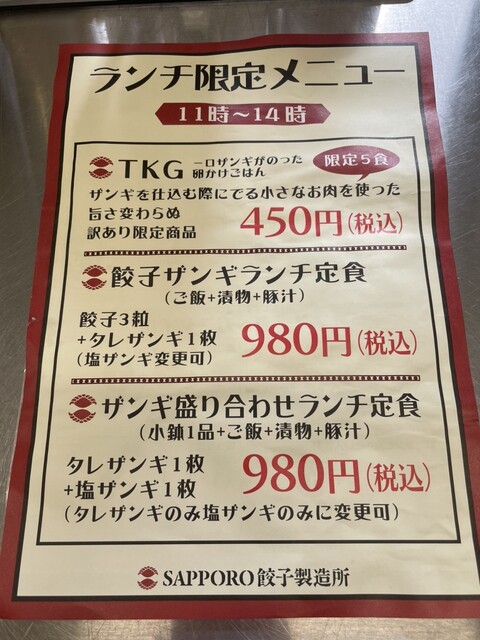 ランチ限定メニュー
11時～14時
TKG 一口ザンギがのった
卵かけごはん
限定5食
ザンギを仕込む際にでる小さなお肉を使った
旨さ変わらぬ
訳あり限定商品
450円(税込)
餃子ザンギランチ定食
(ご飯+漬物+豚汁)
餃子3粒
+タレザンギ1枚
(塩ザンギ変更可)
980円(税込)
ザンギ盛り合わせランチ定食
(小鉢1品+ご飯+漬物+豚汁)
タレザンギ1枚
+塩ザンギ1枚
980円(税込)
(タレザンギのみ塩ザンギのみに変更可)
SAPPORO餃子製造所